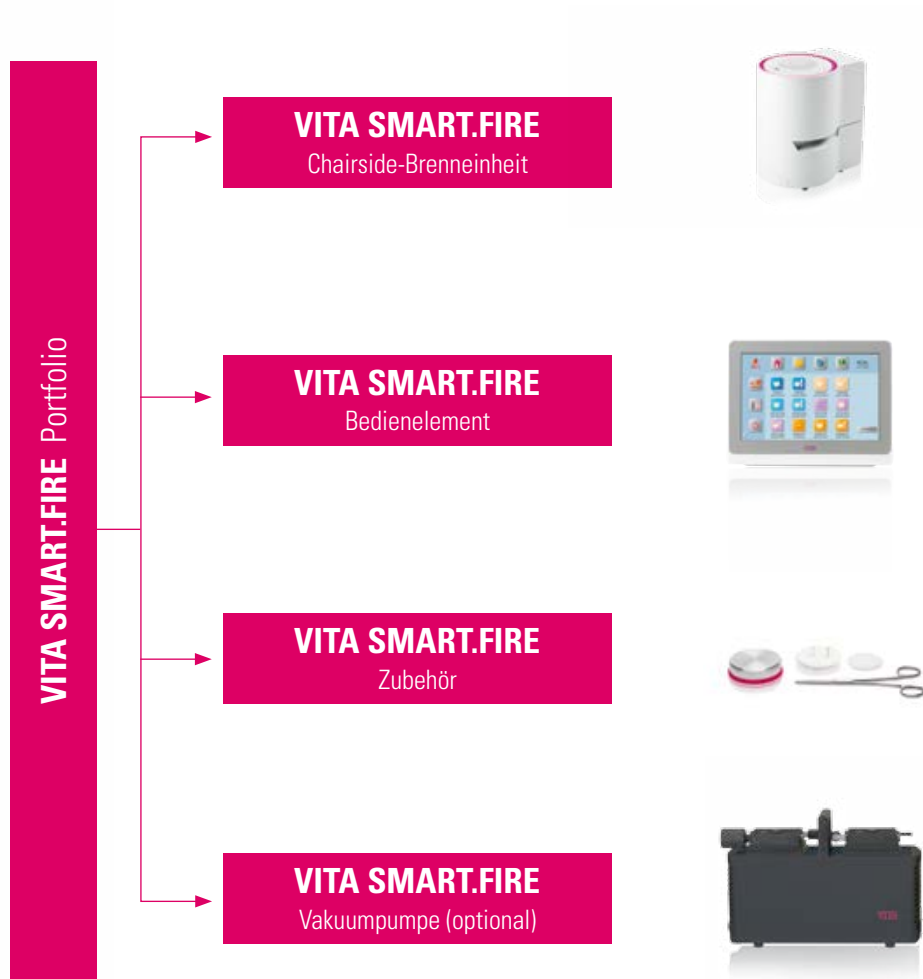 VITA SMART.FIRE Portfolio
VITA SMART.FIRE
Chairside-Brenneinheit
VITA SMART.FIRE
Bedienelement
VITA SMART.FIRE
Zubehör
VITA SMART.FIRE
Vakuumpumpe (optional)
VITA